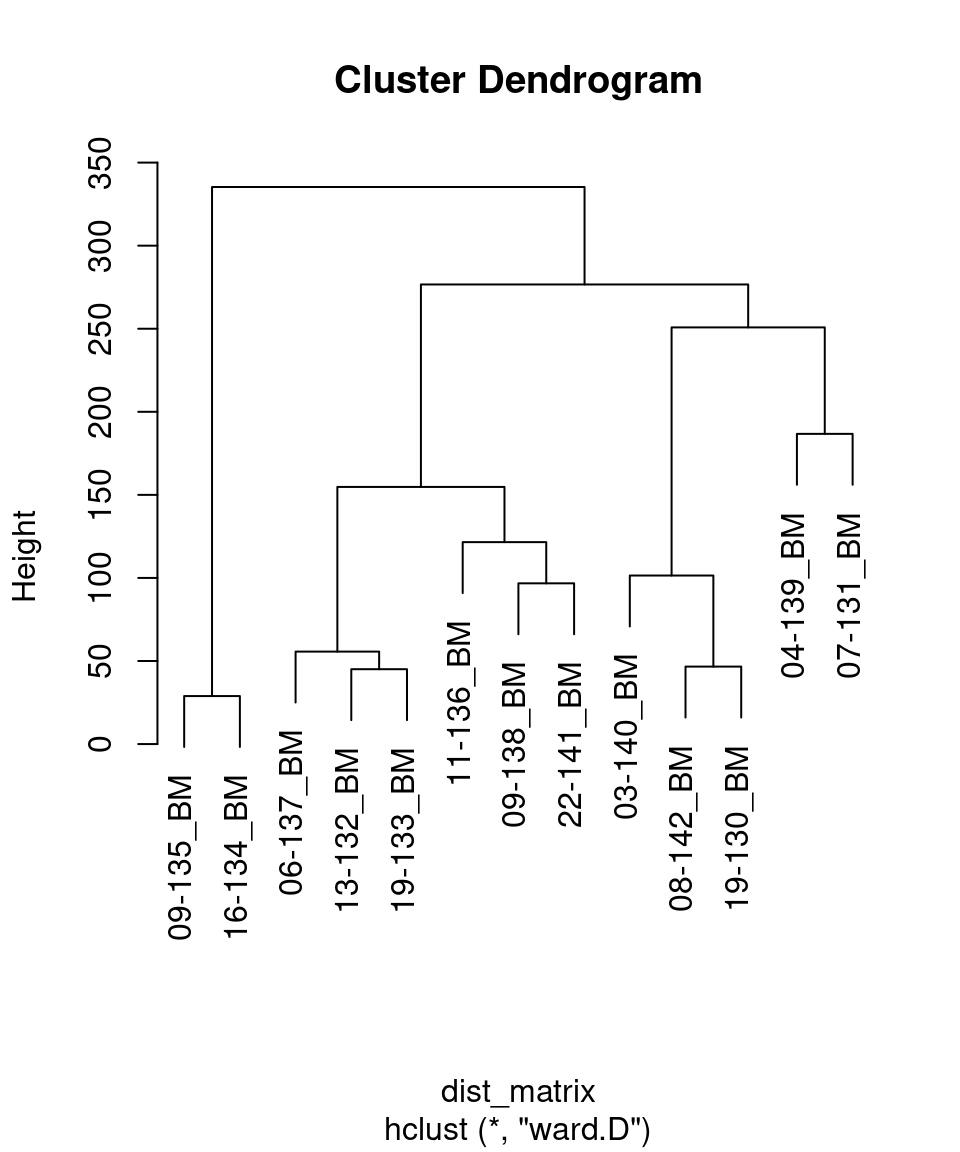 Cluster Dendrogram
Height
350
300
250
200
150
100
50
0
09-135_BM
16-134_BM
06-137_BM
13-132_BM
19-133_BM
11-136_BM
09-138_BM
22-141_BM
03-140_BM
08-142_BM
19-130_BM
04-139_BM
07-131_BM
dist_matrix
hclust (*, "ward.D")